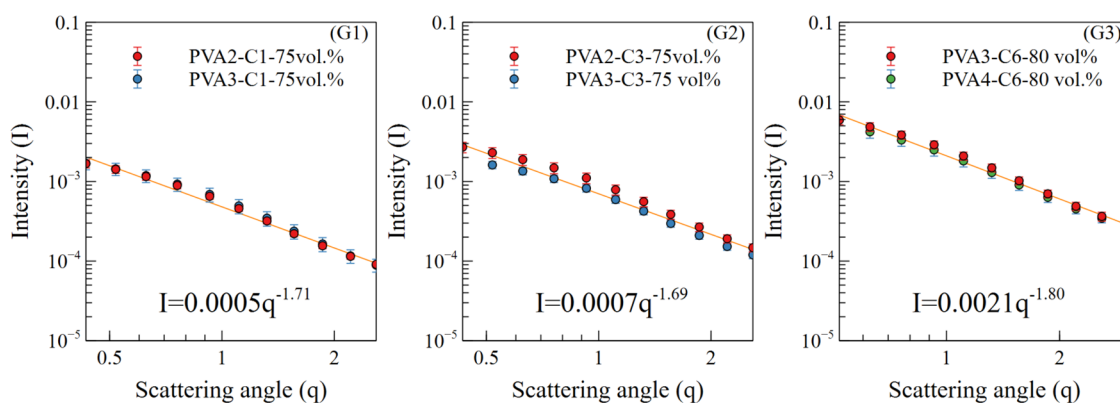 (G1)
0.1
PVA2-C1-75vol.%
PVA3-C1-75vol.%
0.01
10⁻³
10⁻⁴
10⁻⁵
Intensity (I)
I=0.0005q⁻¹·⁷¹
0.5
1
2
Scattering angle (q)
(G2)
0.1
PVA2-C3-75vol.%
PVA3-C3-75 vol%
0.01
10⁻³
10⁻⁴
10⁻⁵
Intensity (I)
I=0.0007q⁻¹·⁶⁹
0.5
1
2
Scattering angle (q)
(G3)
0.1
PVA3-C6-80 vol%
PVA4-C6-80 vol.%
0.01
10⁻³
10⁻⁴
10⁻⁵
Intensity (I)
I=0.0021q⁻¹·⁸⁰
1
2
Scattering angle (q)